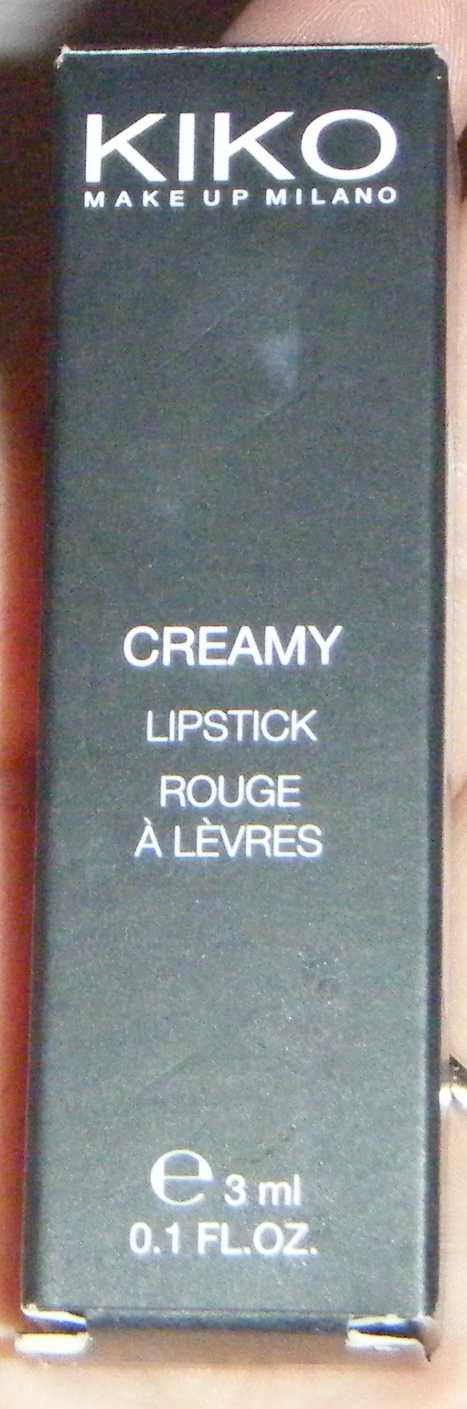 KIKO
MAKE UP MILANO
CREAMY
LIPSTICK
ROUGE
À LÈVRES
℮ 3 ml
0.1 FL.OZ.